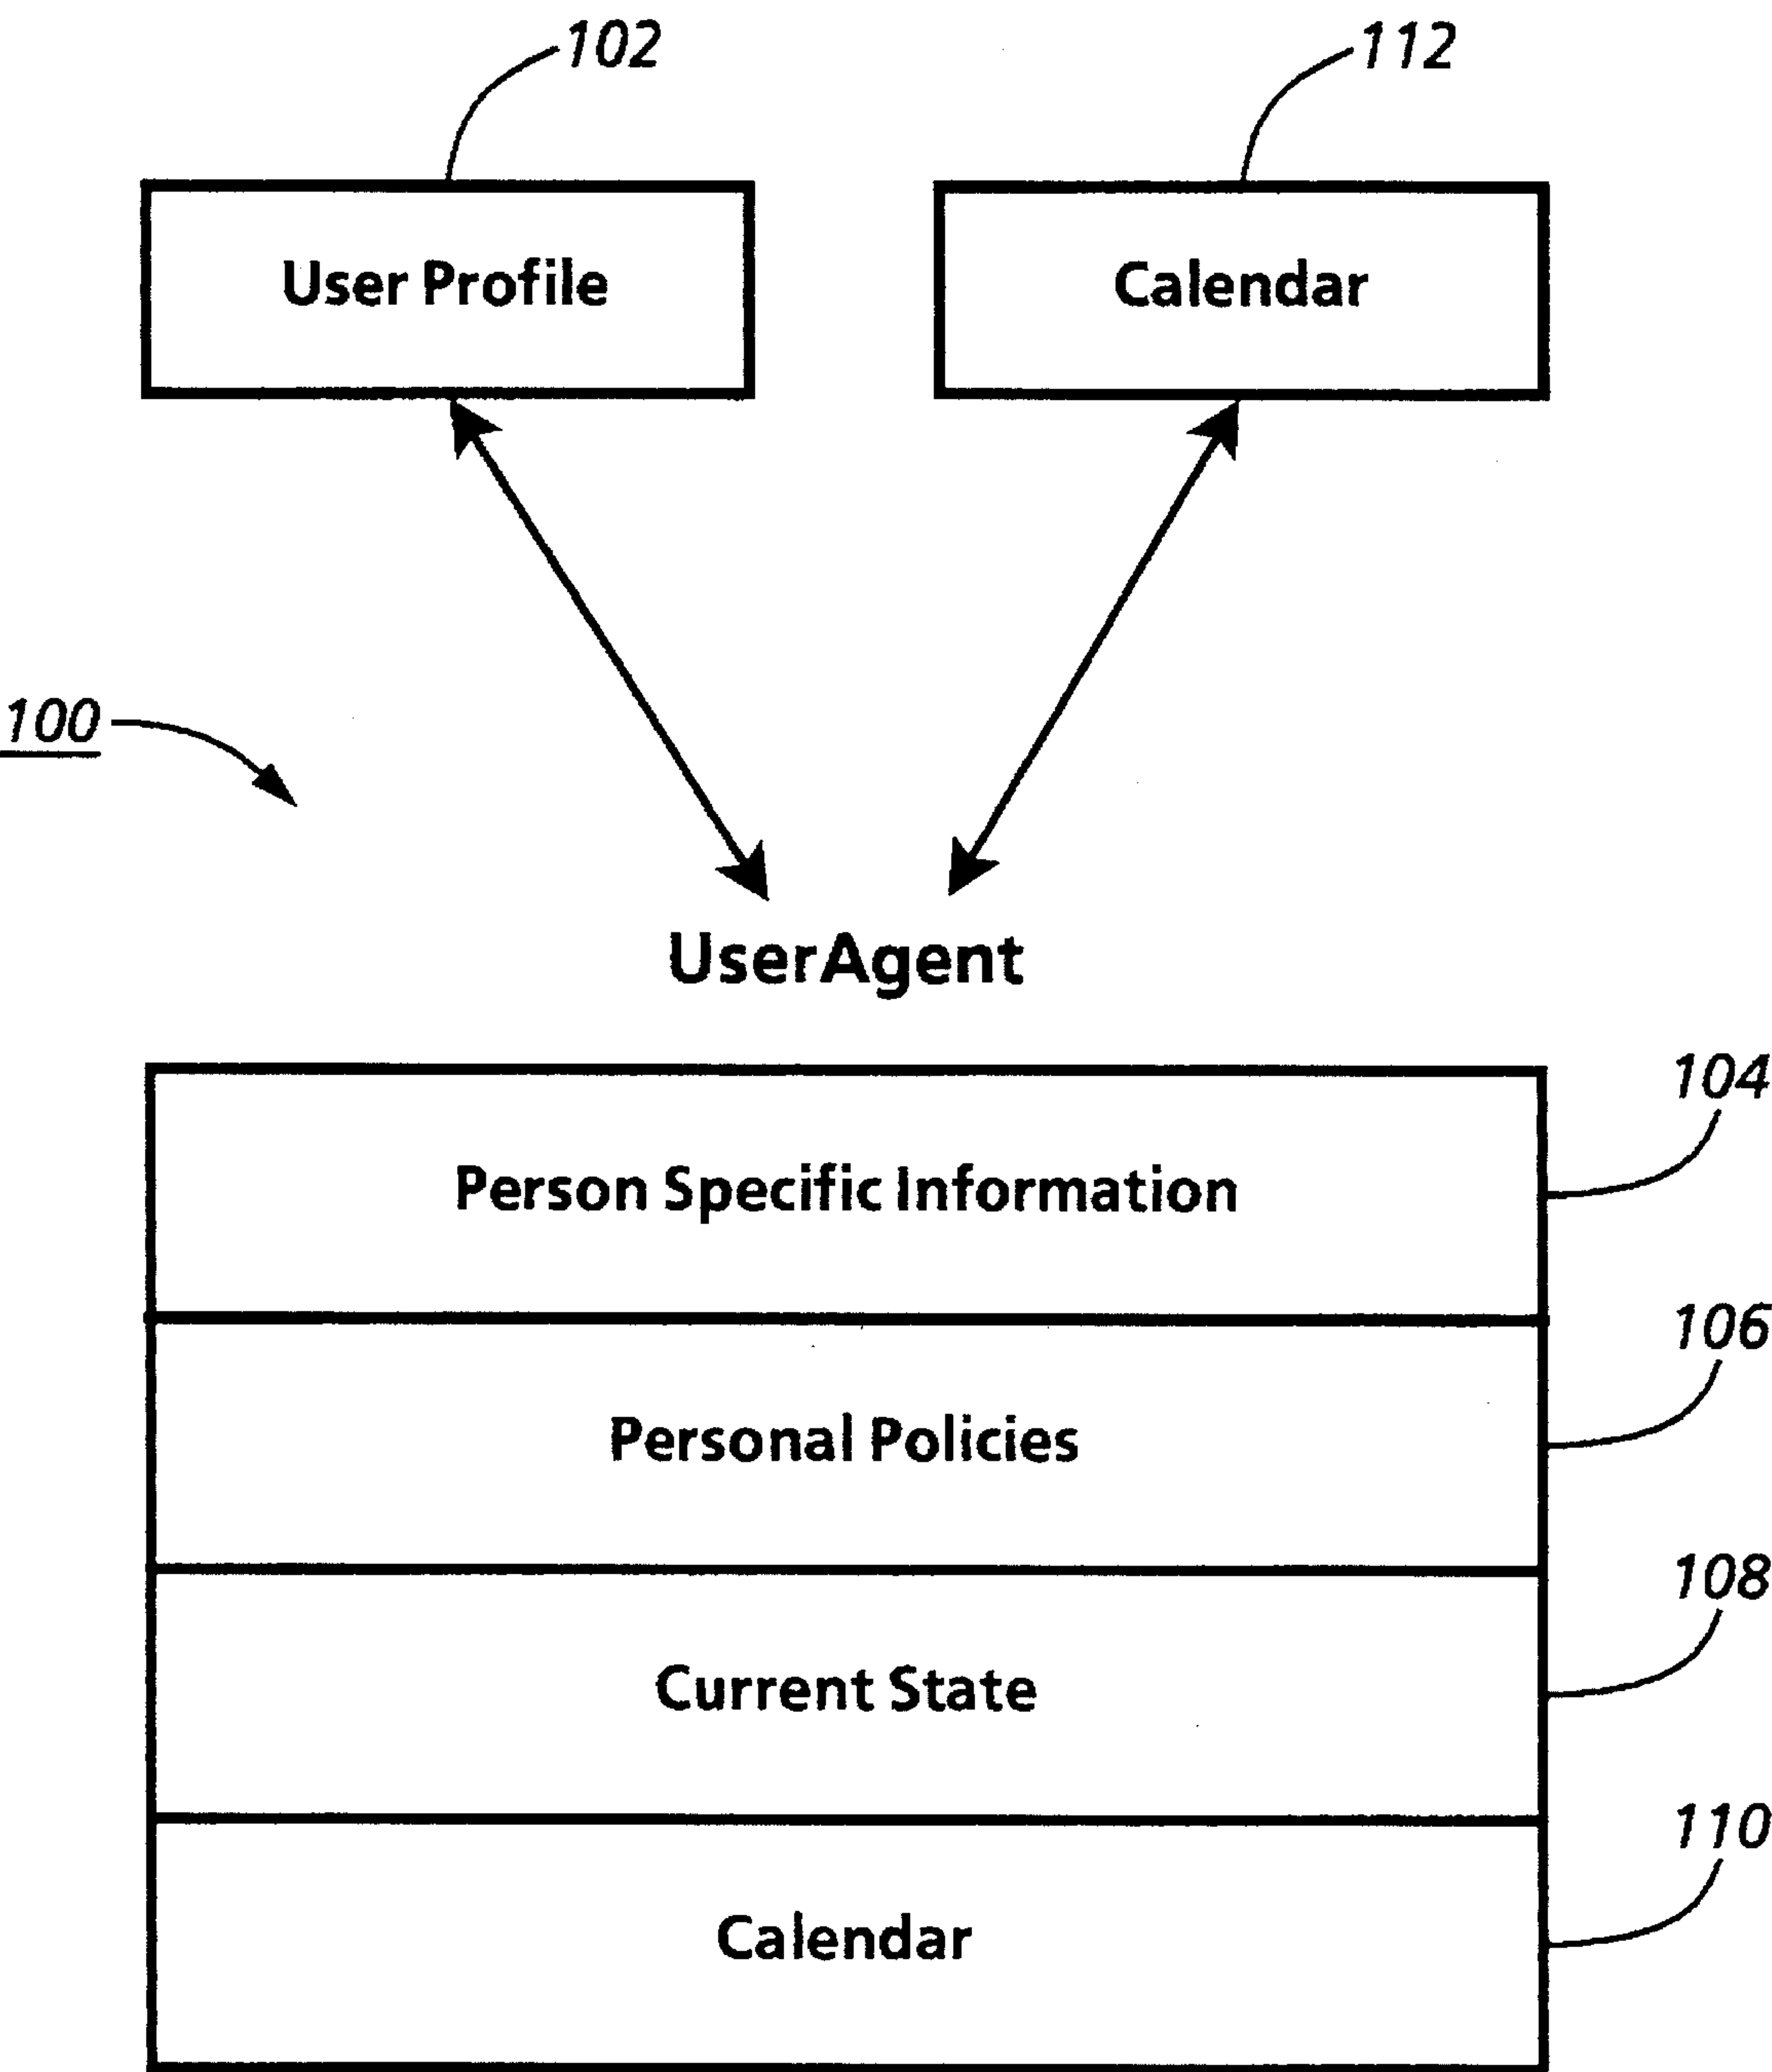 102
112
User Profile
Calendar
100
UserAgent
104
Person Specific Information
106
Personal Policies
108
Current State
110
Calendar